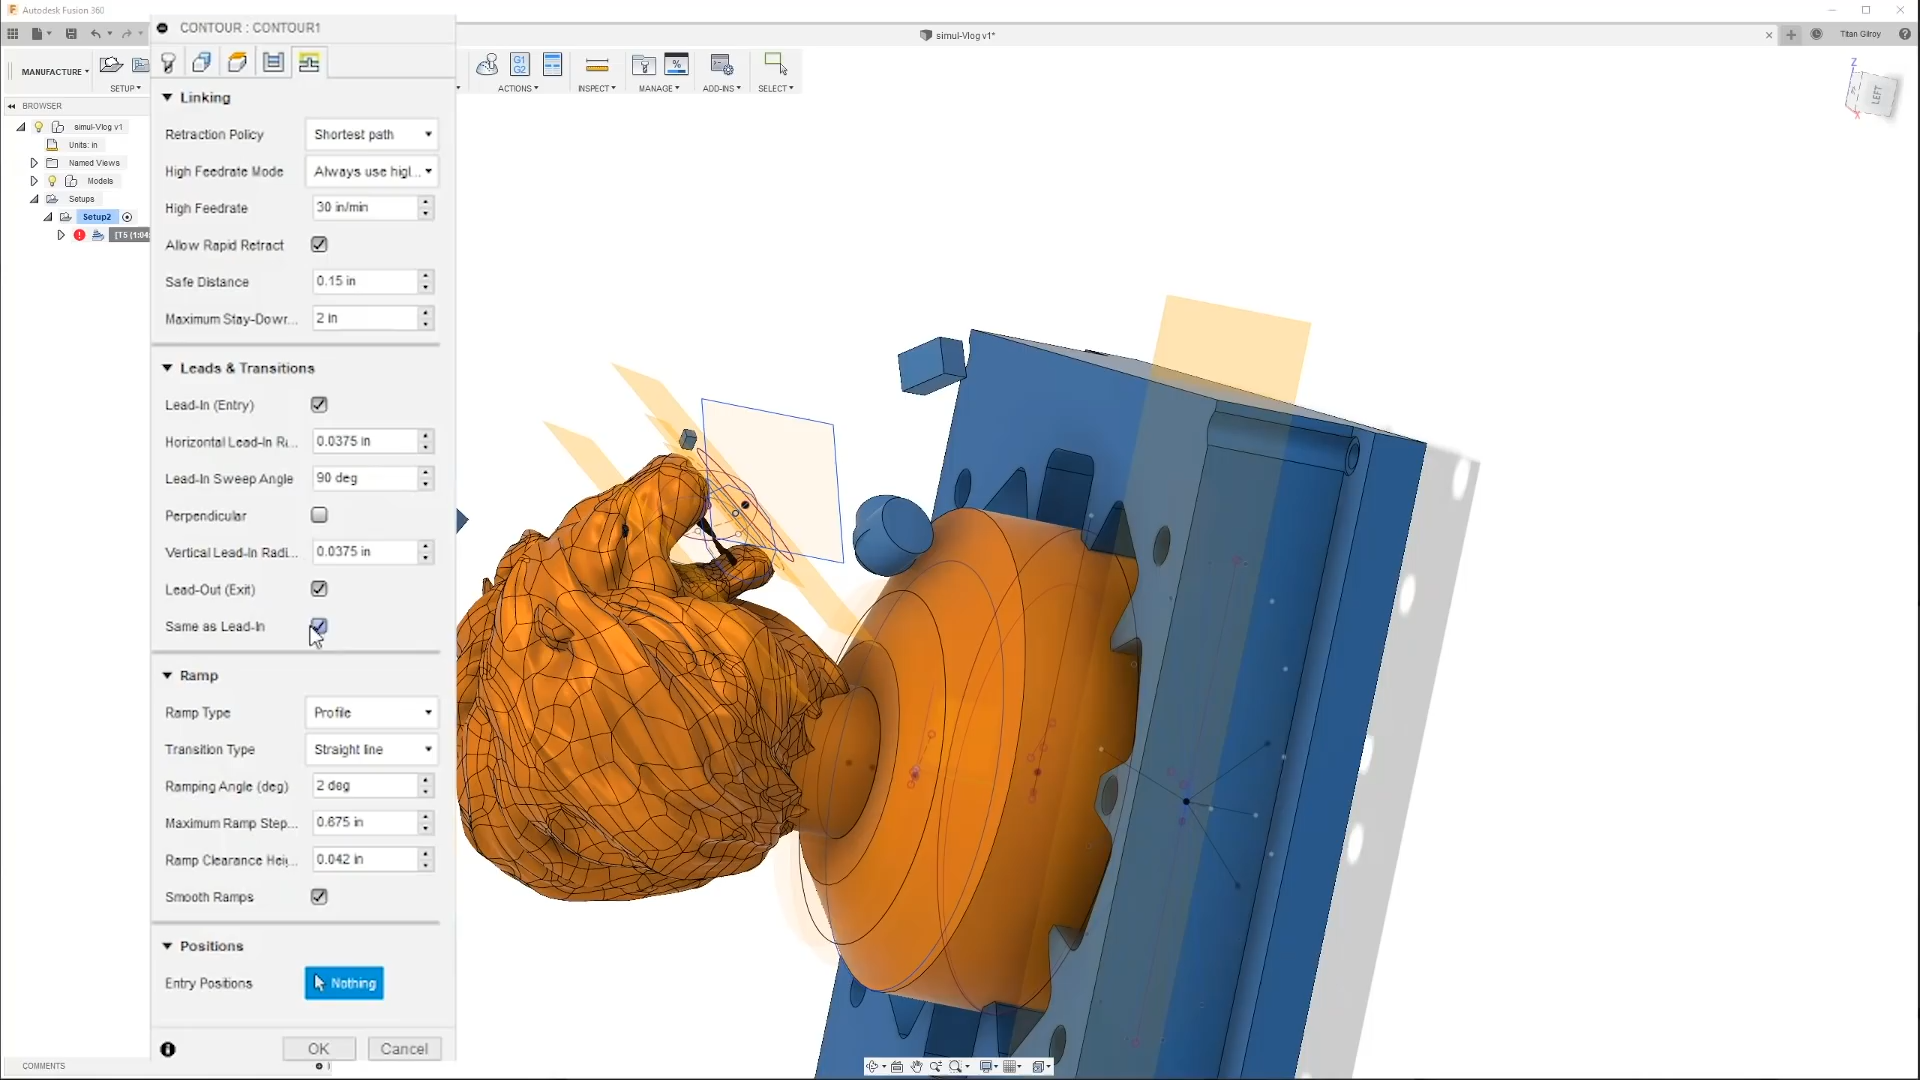 Autodesk Fusion 360
CONTOUR : CONTOUR1
simul-Vlog v1*
Titan Gilroy
MANUFACTURE
SETUP
G1
G2
ACTIONS
INSPECT
MANAGE
ADD-INS
SELECT
Z
LEFT
X
BROWSER
simul-Vlog v1
Units: in
Named Views
Models
Setups
Setup2
[T5 (1:04:
Linking
Retraction Policy
Shortest path
High Feedrate Mode
Always use higl...
High Feedrate
30 in/min
Allow Rapid Retract
Safe Distance
0.15 in
Maximum Stay-Dowr...
2 in
Leads & Transitions
Lead-In (Entry)
Horizontal Lead-In R...
0.0375 in
Lead-In Sweep Angle
90 deg
Perpendicular
Vertical Lead-In Radi...
0.0375 in
Lead-Out (Exit)
Same as Lead-In
Ramp
Ramp Type
Profile
Transition Type
Straight line
Ramping Angle (deg)
2 deg
Maximum Ramp Step...
0.675 in
Ramp Clearance Hei...
0.042 in
Smooth Ramps
Positions
Entry Positions
Nothing
OK
Cancel
COMMENTS